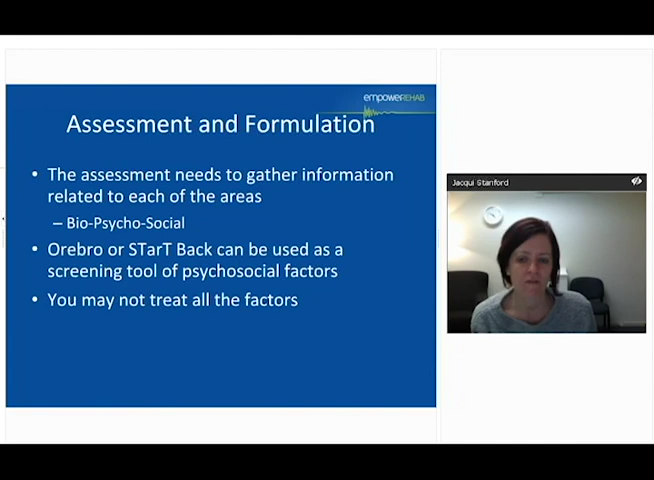 empowerREHAB
Assessment and Formulation
• The assessment needs to gather information
related to each of the areas
– Bio-Psycho-Social
• Orebro or STarT Back can be used as a
screening tool of psychosocial factors
• You may not treat all the factors
Jacqui Stanford